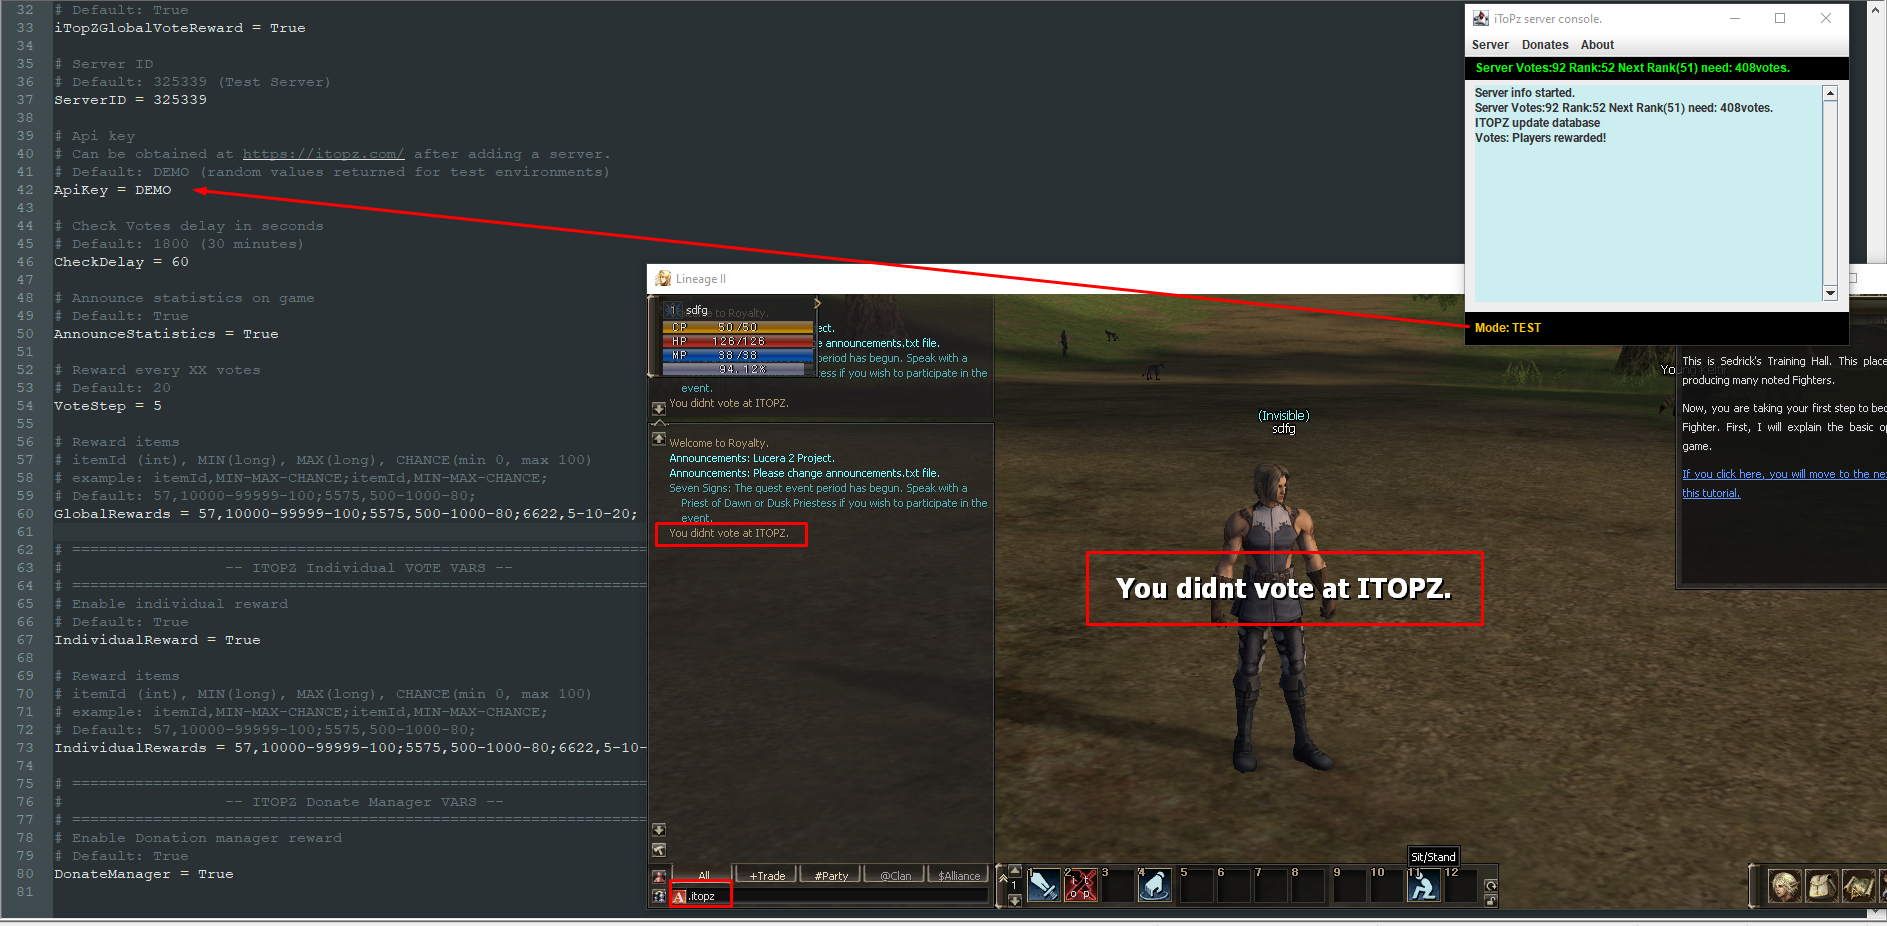 32 # Default: True
33 iTopZGlobalVoteReward = True
34
35 # Server ID
36 # Default: 325339 (Test Server)
37 ServerID = 325339
38
39 # Api key
40 # Can be obtained at https://itopz.com/ after adding a server.
41 # Default: DEMO (random values returned for test environments)
42 ApiKey = DEMO
43
44 # Check Votes delay in seconds
45 # Default: 1800 (30 minutes)
46 CheckDelay = 60
47
48 # Announce statistics on game
49 # Default: True
50 AnnounceStatistics = True
51
52 # Reward every XX votes
53 # Default: 20
54 VoteStep = 5
55
56 # Reward items
57 # itemId (int), MIN(long), MAX(long), CHANCE(min 0, max 100)
58 # example: itemId,MIN-MAX-CHANCE;itemId,MIN-MAX-CHANCE;
59 # Default: 57,10000-99999-100;5575,500-1000-80;
60 GlobalRewards = 57,10000-99999-100;5575,500-1000-80;6622,5-10-20;
61
62 # ================================================================
63 # -- ITOPZ Individual VOTE VARS --
64 # ================================================================
65 # Enable individual reward
66 # Default: True
67 IndividualReward = True
68
69 # Reward items
70 # itemId (int), MIN(long), MAX(long), CHANCE(min 0, max 100)
71 # example: itemId,MIN-MAX-CHANCE;itemId,MIN-MAX-CHANCE;
72 # Default: 57,10000-99999-100;5575,500-1000-80;
73 IndividualRewards = 57,10000-99999-100;5575,500-1000-80;6622,5-10-
74
75 # ================================================================
76 # -- ITOPZ Donate Manager VARS --
77 # ================================================================
78 # Enable Donation manager reward
79 # Default: True
80 DonateManager = True
81
iToPz server console.
Server Donates About
Server Votes:92 Rank:52 Next Rank(51) need: 408votes.
Server info started.
Server Votes:92 Rank:52 Next Rank(51) need: 408votes.
ITOPZ update database
Votes: Players rewarded!
Mode: TEST
Lineage II
1 sdfg
me to Royalty.
CP 50/50
ect.
HP 126/126
e announcements.txt file.
MP 38/38
period has begun. Speak with a
94.12%
stess if you wish to participate in the
event.
You didnt vote at ITOPZ.
Welcome to Royalty.
Announcements: Lucera 2 Project.
Announcements: Please change announcements.txt file.
Seven Signs: The quest event period has begun. Speak with a
Priest of Dawn or Dusk Priestess if you wish to participate in the
event.
You didnt vote at ITOPZ.
(Invisible)
sdfg
You didnt vote at ITOPZ.
This is Sedrick's Training Hall. This place
producing many noted Fighters.
Now, you are taking your first step to bec
Fighter. First, I will explain the basic op
game.
If you click here, you will move to the ne
this tutorial.
All +Trade #Party @Clan $Alliance
A .itopz
Sit/Stand
1
1 2 3 4 5 6 7 8 9 10 11 12